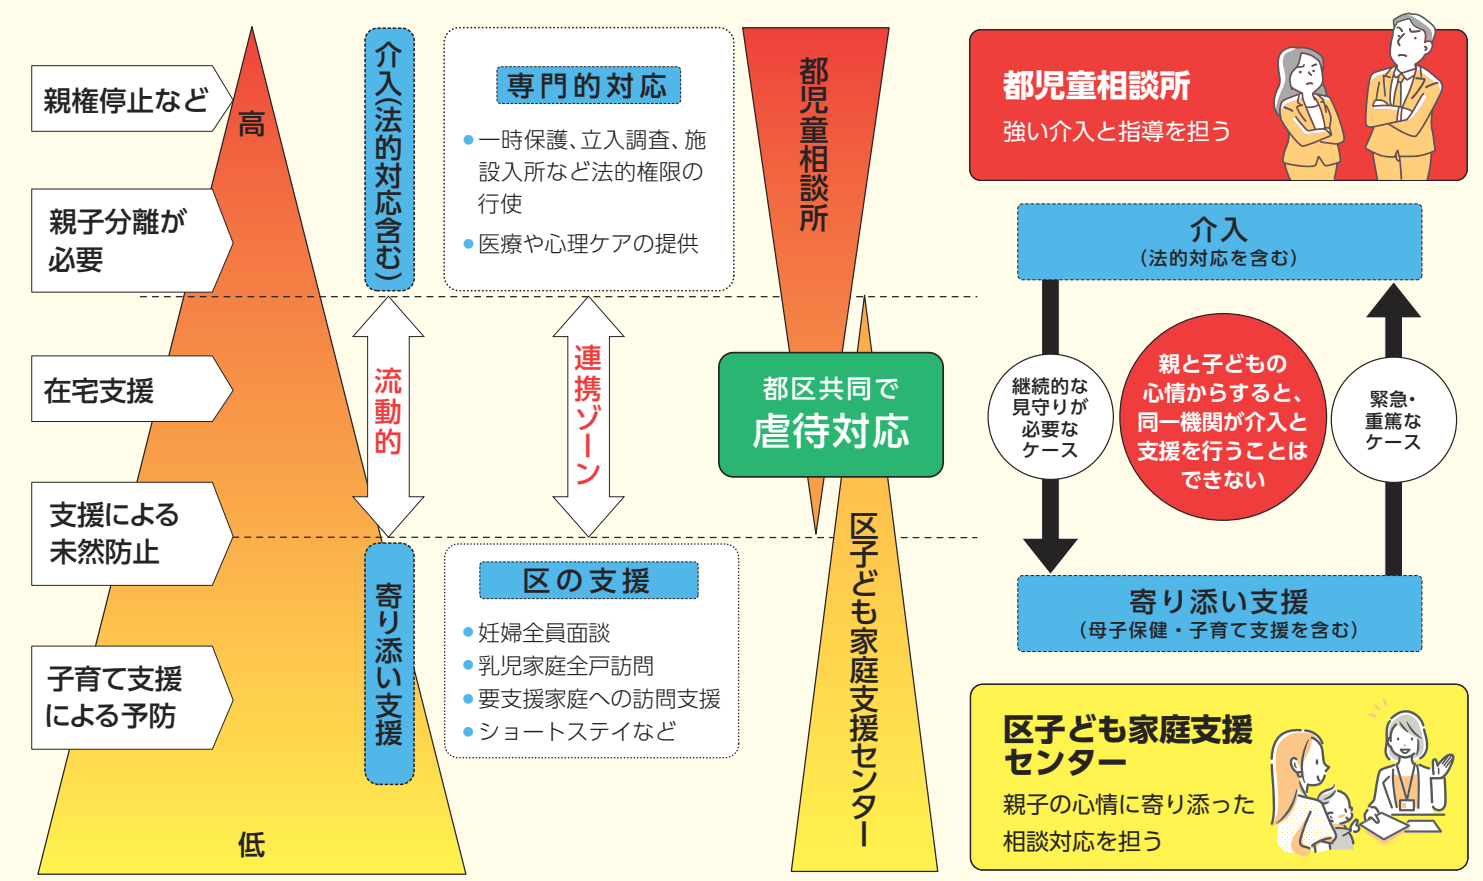 親権停止など
親子分離が
必要
在宅支援
支援による
未然防止
子育て支援
による予防
高
低
介入(法的対応含む)
流動的
寄り添い支援
専門的対応
●一時保護、立入調査、施
設入所など法的権限の
行使
●医療や心理ケアの提供
連携ゾーン
区の支援
●妊婦全員面談
●乳児家庭全戸訪問
●要支援家庭への訪問支援
●ショートステイなど
都児童相談所
都区共同で
虐待対応
区子ども家庭支援センター
都児童相談所
強い介入と指導を担う
介入
(法的対応を含む)
継続的な
見守りが
必要な
ケース
親と子どもの
心情からすると、
同一機関が介入と
支援を行うことは
できない
緊急・
重篤な
ケース
寄り添い支援
(母子保健・子育て支援を含む)
区子ども家庭支援
センター
親子の心情に寄り添った
相談対応を担う